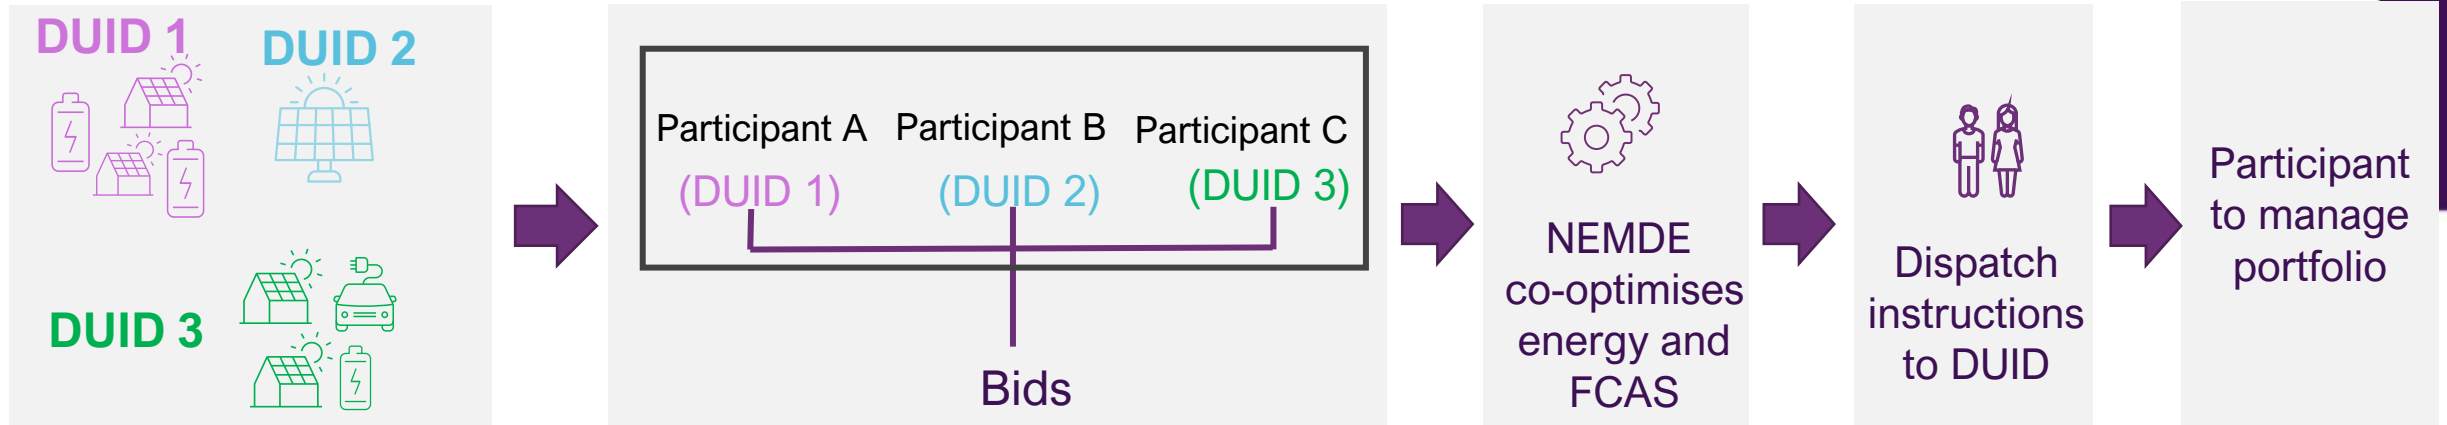 DUID 1
DUID 2
DUID 3
Participant A
(DUID 1)
Participant B
(DUID 2)
Participant C
(DUID 3)
Bids
NEMDE
co-optimises
energy and
FCAS
Dispatch
instructions
to DUID
Participant
to manage
portfolio